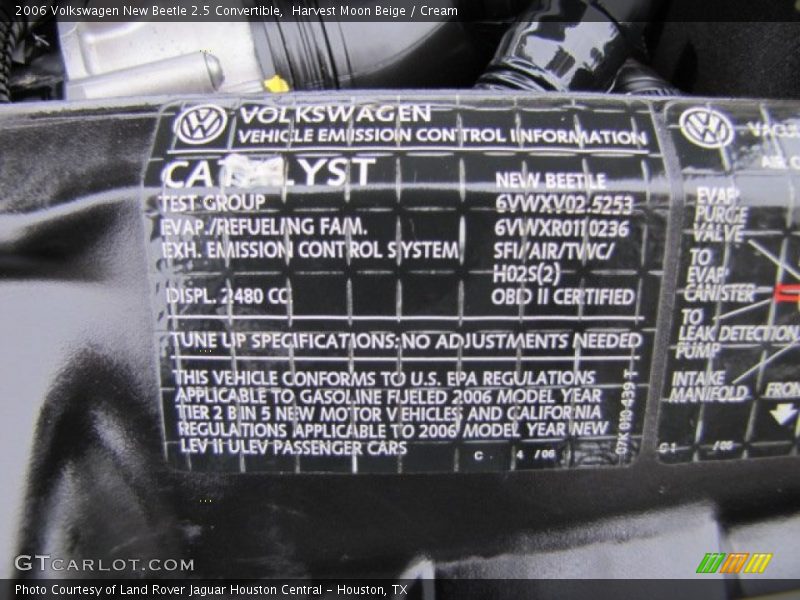 2006 Volkswagen New Beetle 2.5 Convertible, Harvest Moon Beige / Cream
VOLKSWAGEN
VEHICLE EMISSION CONTROL INFORMATION
CATALYST
NEW BEETLE
TEST GROUP 6VWXV02.5253
EVAP./REFUELING FAM. 6VWXR0110236
EXH. EMISSION CONTROL SYSTEM SFI/AIR/TWC/
HO2S(2)
DISPL. 2480 CC OBD II CERTIFIED
TUNE UP SPECIFICATIONS: NO ADJUSTMENTS NEEDED
THIS VEHICLE CONFORMS TO U.S. EPA REGULATIONS
APPLICABLE TO GASOLINE FUELED 2006 MODEL YEAR
TIER 2 BIN 5 NEW MOTOR VEHICLES AND CALIFORNIA
REGULATIONS APPLICABLE TO 2006 MODEL YEAR NEW
LEV II ULEV PASSENGER CARS
C 4 /06
07K 010 439 T
AIR
EVAP
PURGE
VALVE
TO
EVAP
CANISTER
TO
LEAK DETECTION
PUMP
INTAKE
MANIFOLD
GTCARLOT.COM
Photo Courtesy of Land Rover Jaguar Houston Central - Houston, TX